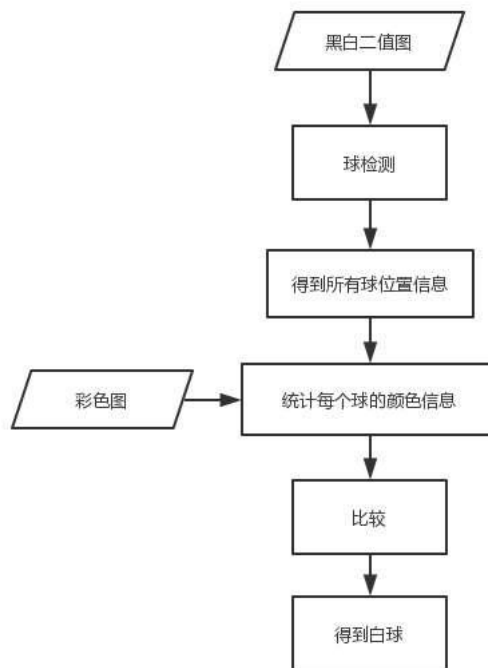 黑白二值图
球检测
得到所有球位置信息
彩色图
统计每个球的颜色信息
比较
得到白球